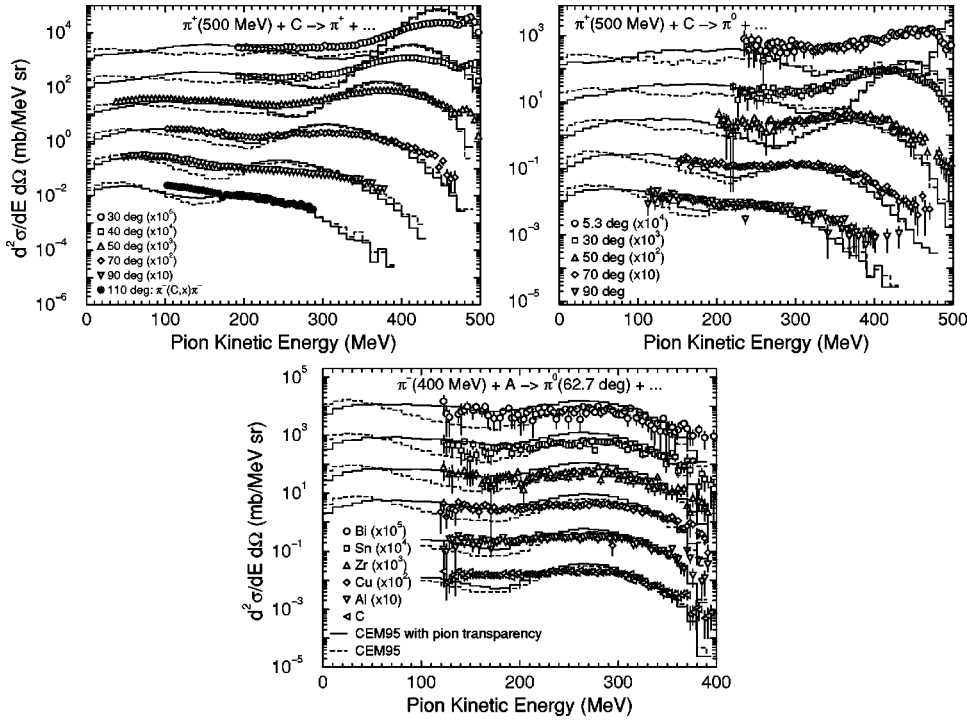 π⁺(500 MeV) + C -> π⁺ + ...
10⁴
10²
10⁰
10⁻²
10⁻⁴
10⁻⁶
d²σ/dE dΩ (mb/MeV sr)
30 deg (x10⁵)
40 deg (x10⁴)
50 deg (x10³)
70 deg (x10²)
90 deg (x10)
110 deg: π⁻(C,x)π⁻
0 100 200 300 400 500
Pion Kinetic Energy (MeV)
π⁺(500 MeV) + C -> π⁰ + ...
10³
10¹
10⁻¹
10⁻³
10⁻⁵
d²σ/dE dΩ (mb/MeV sr)
5.3 deg (x10⁴)
30 deg (x10³)
50 deg (x10²)
70 deg (x10)
90 deg
0 100 200 300 400 500
Pion Kinetic Energy (MeV)
π⁻(400 MeV) + A -> π⁰(62.7 deg) + ...
10⁵
10³
10¹
10⁻¹
10⁻³
10⁻⁵
d²σ/dE dΩ (mb/MeV sr)
Bi (x10⁵)
Sn (x10⁴)
Zr (x10³)
Cu (x10²)
Al (x10)
C
CEM95 with pion transparency
CEM95
0 100 200 300 400
Pion Kinetic Energy (MeV)